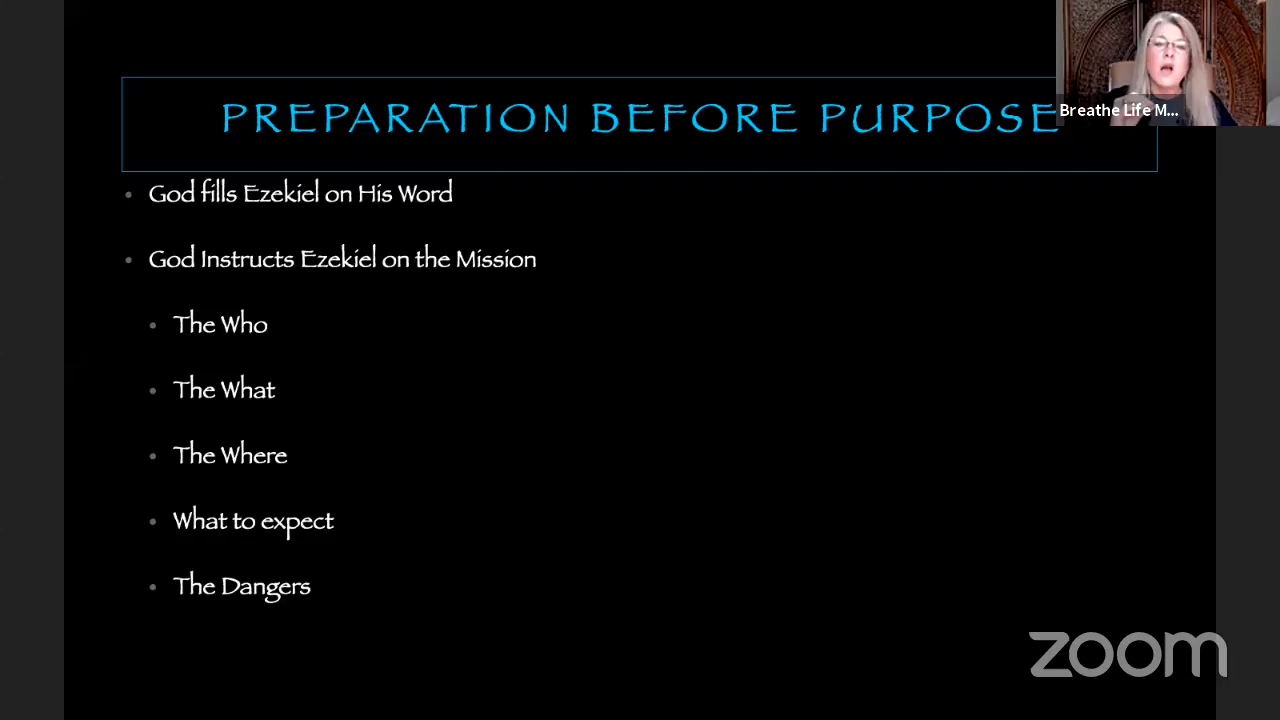 PREPARATION BEFORE PURPOSE
Breathe Life M...
God fills Ezekiel on His Word
God Instructs Ezekiel on the Mission
The Who
The What
The Where
What to expect
The Dangers
zoom